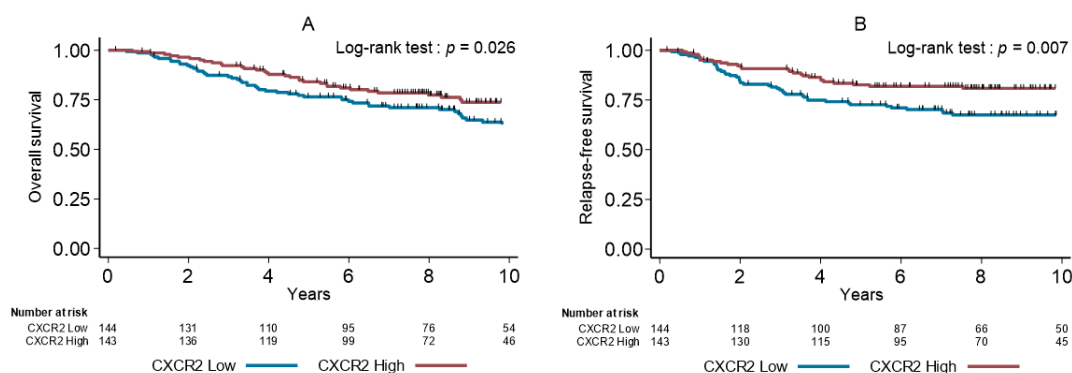 A
Log-rank test : p = 0.026
Overall survival
1.00
0.75
0.50
0.25
0.00
0 2 4 6 8 10
Years
Number at risk
CXCR2 Low 144 131 110 95 76 54
CXCR2 High 143 136 119 99 72 46
CXCR2 Low CXCR2 High
B
Log-rank test : p = 0.007
Relapse-free survival
1.00
0.75
0.50
0.25
0.00
0 2 4 6 8 10
Years
Number at risk
CXCR2 Low 144 118 100 87 66 50
CXCR2 High 143 130 115 95 70 45
CXCR2 Low CXCR2 High